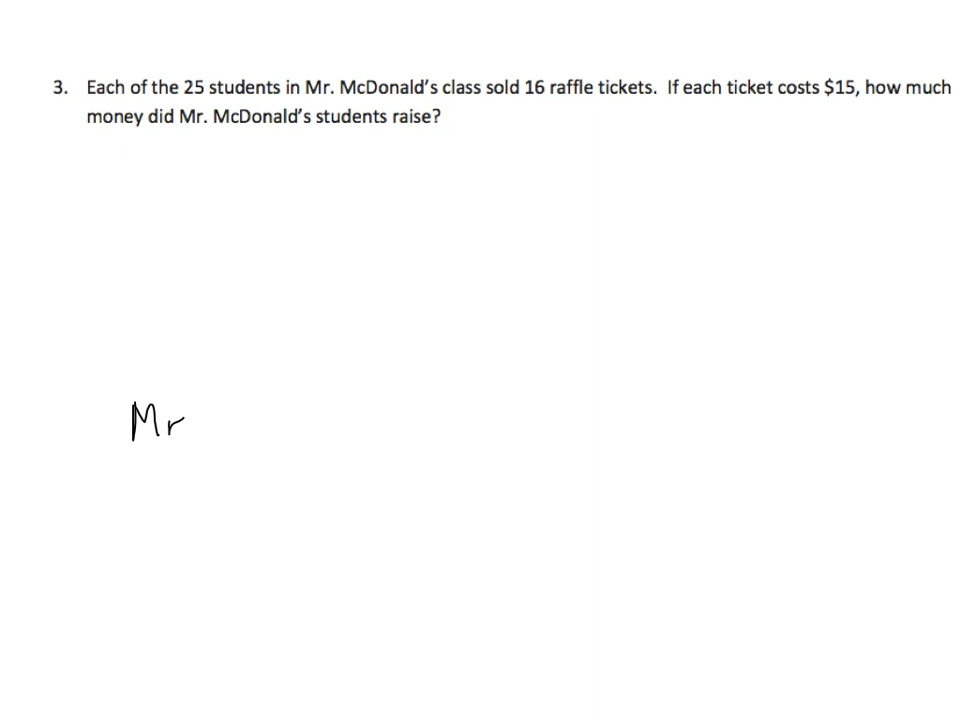 3. Each of the 25 students in Mr. McDonald's class sold 16 raffle tickets. If each ticket costs $15, how much
money did Mr. McDonald's students raise?
Mr